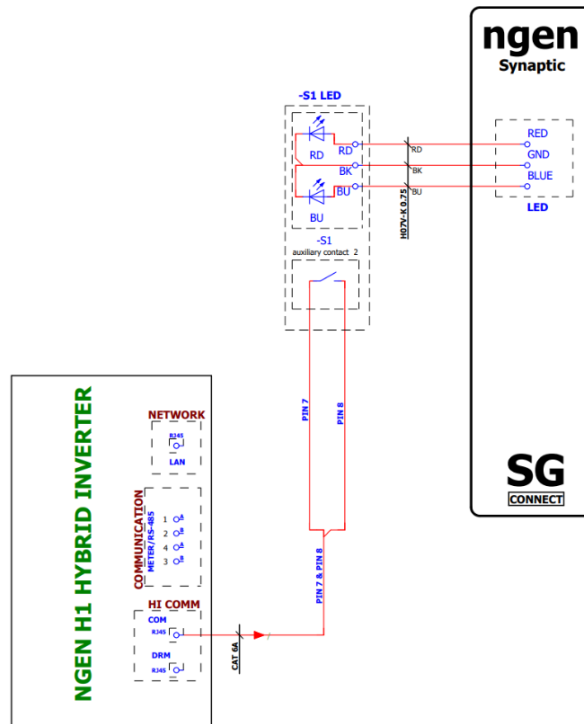 ngen
Synaptic
-S1 LED
RD
RD
BK
BU
BU
RD
BK
BU
H07V-K 0.75
RED
GND
BLUE
LED
-S1
auxiliary contact 2
PIN 7
PIN 8
PIN 7 & PIN 8
CAT 6A
NGEN H1 HYBRID INVERTER
NETWORK
RJ45
LAN
COMMUNICATION
METER/RS-485
1 A
2 B
4 A
3 B
HI COMM
COM
RJ45
DRM
RJ45
SG
CONNECT